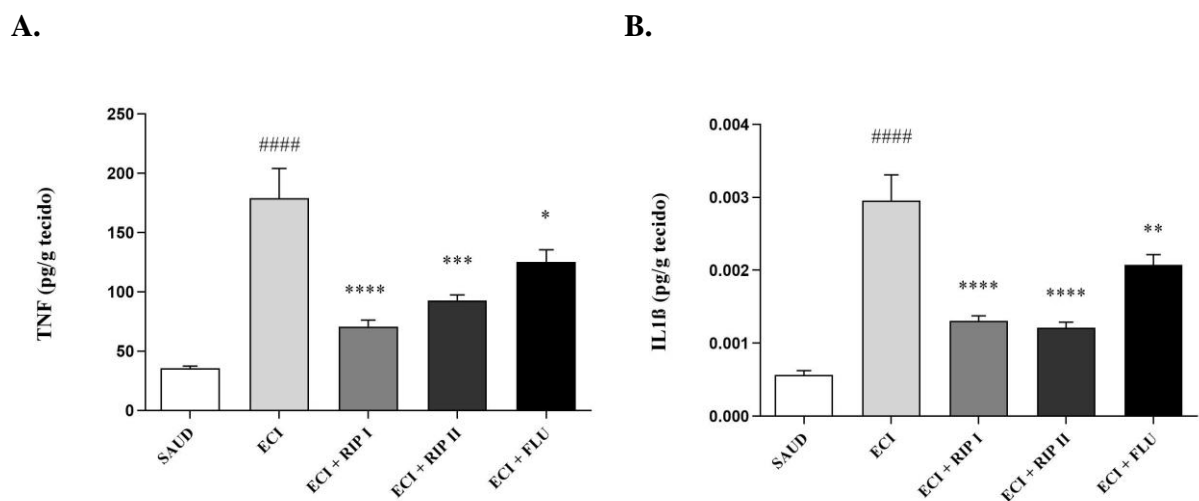 A.
B.
TNF (pg/g tecido)
250
200
150
100
50
0
####
****
***
*
SAUD
ECI
ECI + RIP I
ECI + RIP II
ECI + FLU
IL1ß (pg/g tecido)
0.004
0.003
0.002
0.001
0.000
####
****
****
**
SAUD
ECI
ECI + RIP I
ECI + RIP II
ECI + FLU